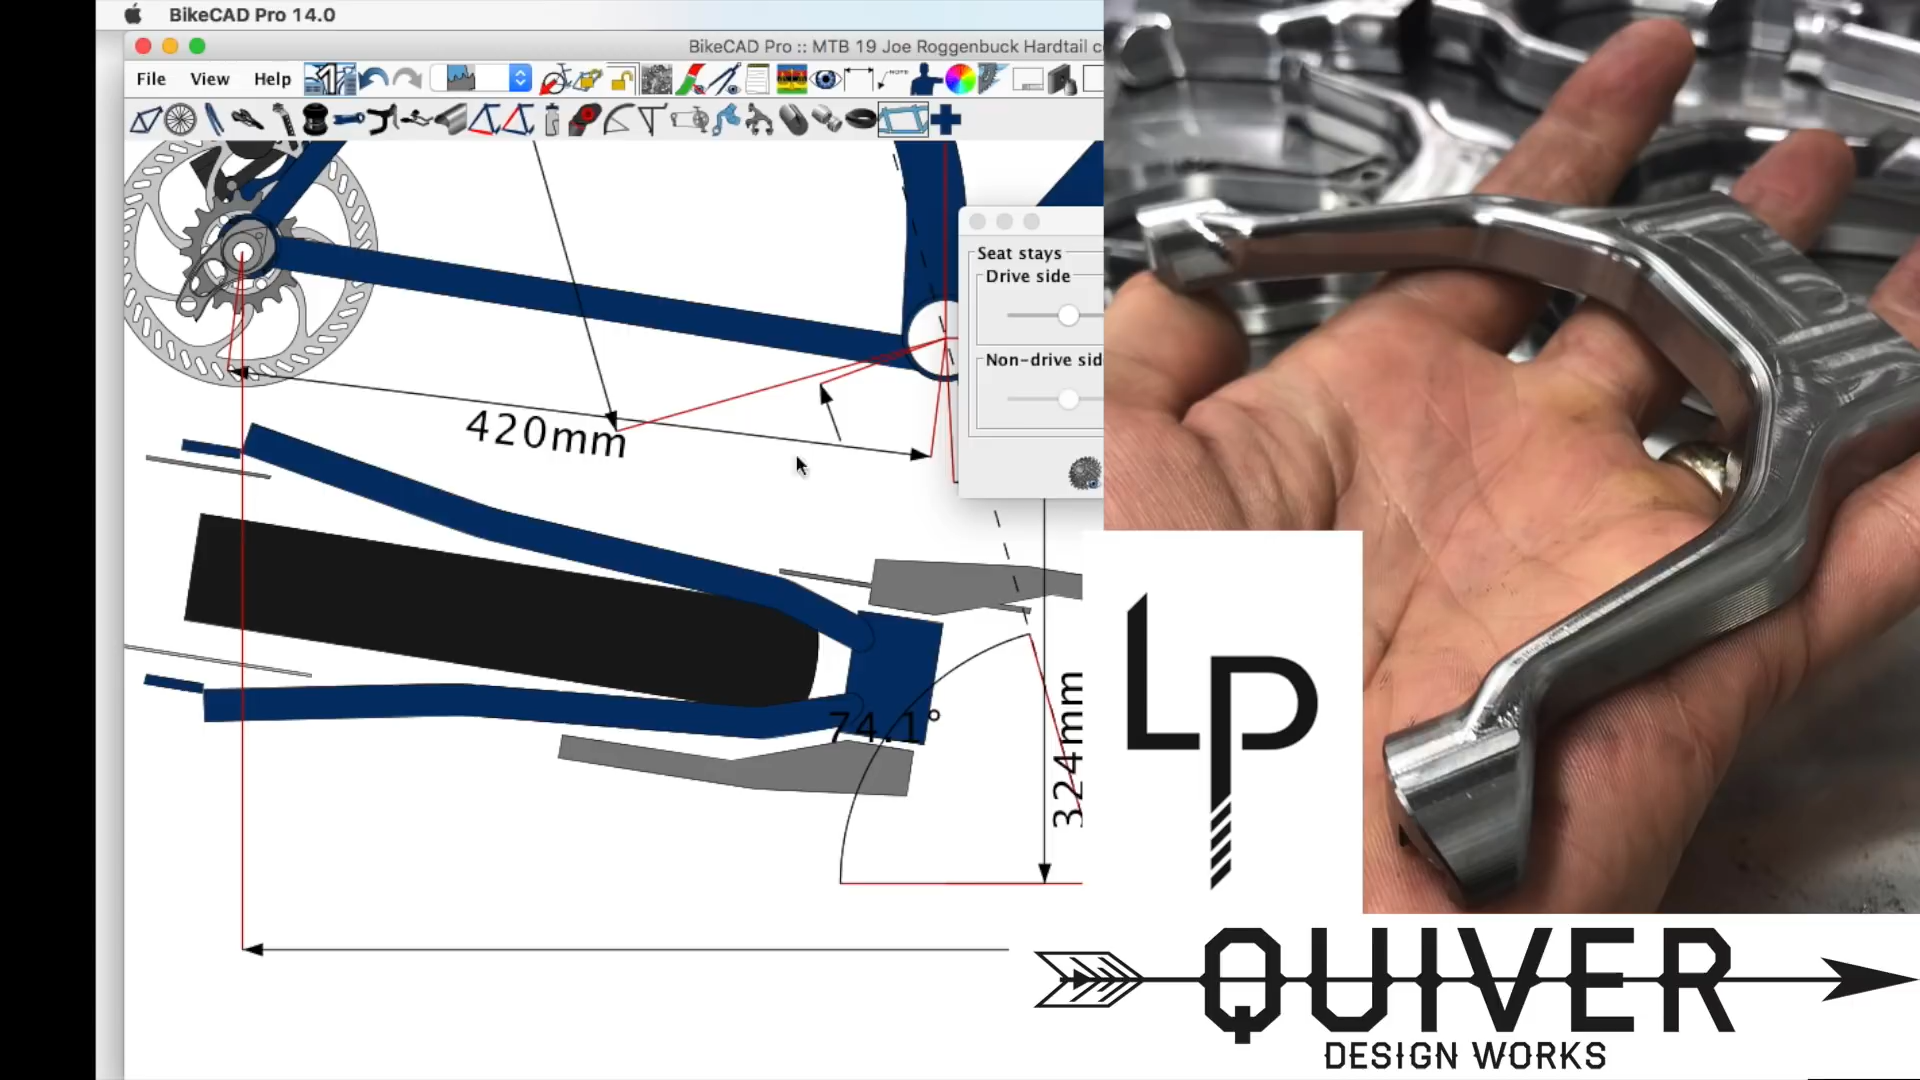 BikeCAD Pro 14.0
BikeCAD Pro :: MTB 19 Joe Roggenbuck Hardtail
File View Help
Seat stays
Drive side
Non-drive sid
420mm
74.1°
324mm
LP
QUIVER
DESIGN WORKS